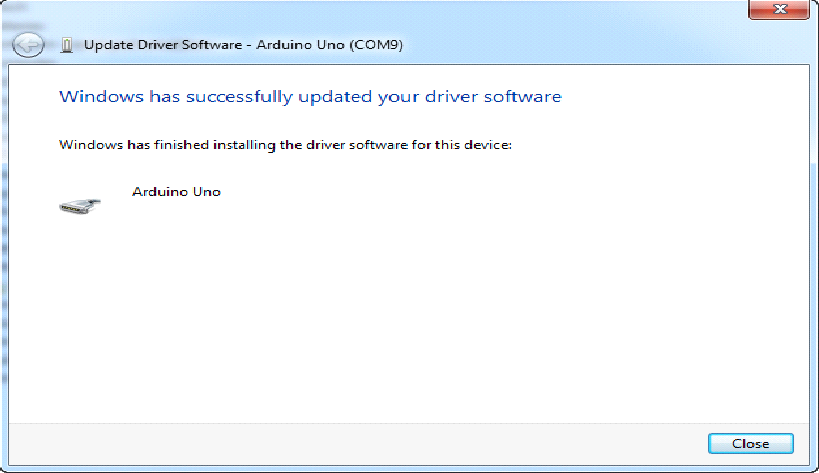 Update Driver Software - Arduino Uno (COM9)
Windows has successfully updated your driver software
Windows has finished installing the driver software for this device:
Arduino Uno
Close